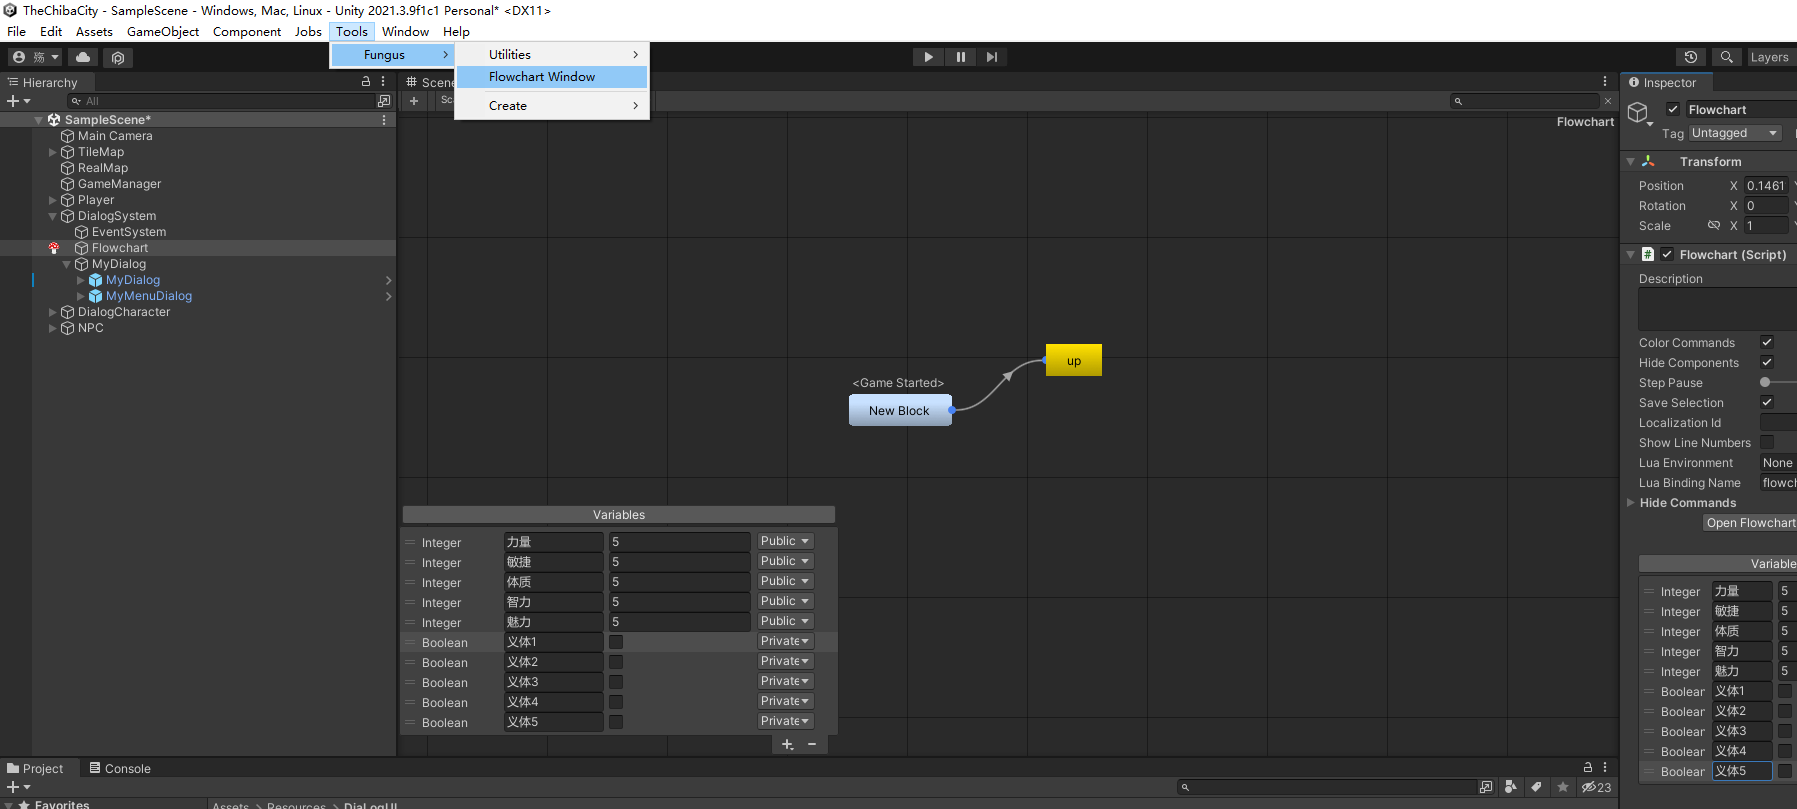 TheChibaCity - SampleScene - Windows, Mac, Linux - Unity 2021.3.9f1c1 Personal* <DX11>
File Edit Assets GameObject Component Jobs Tools Window Help
Fungus
Utilities
Flowchart Window
Create
殇
Layers
Hierarchy
All
SampleScene*
Main Camera
TileMap
RealMap
GameManager
Player
DialogSystem
EventSystem
Flowchart
MyDialog
MyDialog
MyMenuDialog
DialogCharacter
NPC
Scene
Flowchart
<Game Started>
New Block
up
Variables
Integer 力量 5 Public
Integer 敏捷 5 Public
Integer 体质 5 Public
Integer 智力 5 Public
Integer 魅力 5 Public
Boolean 义体1 Private
Boolean 义体2 Private
Boolean 义体3 Private
Boolean 义体4 Private
Boolean 义体5 Private
Inspector
Flowchart
Tag Untagged
Transform
Position X 0.1461
Rotation X 0
Scale X 1
# Flowchart (Script)
Description
Color Commands
Hide Components
Step Pause
Save Selection
Localization Id
Show Line Numbers
Lua Environment None
Lua Binding Name flowch
Hide Commands
Open Flowchart
Variable
Integer 力量 5
Integer 敏捷 5
Integer 体质 5
Integer 智力 5
Integer 魅力 5
Boolear 义体1
Boolear 义体2
Boolear 义体3
Boolear 义体4
Boolear 义体5
Project Console
23
Favorites
Assets > Resources > DiaLogUI